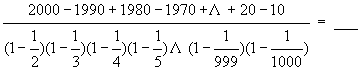 2000 − 1990 + 1980 − 1970 + Λ + 20 − 10
(1 − 1/2)(1 − 1/3)(1 − 1/4)(1 − 1/5) Λ (1 − 1/999)(1 − 1/1000) = ___